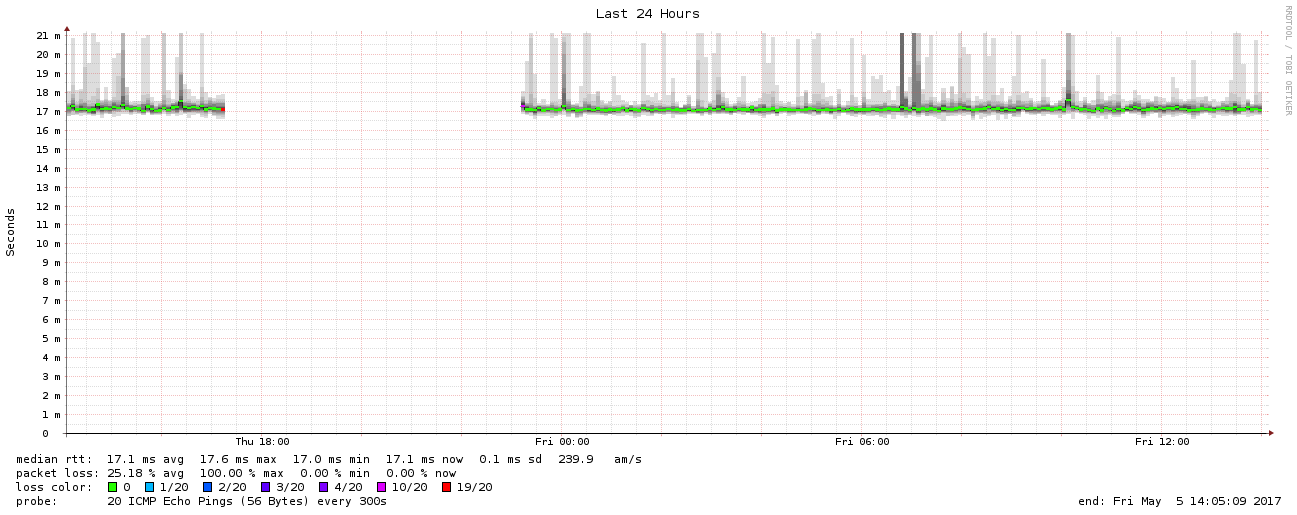 Last 24 Hours
RRDTOOL / TOBI OETIKER
Seconds
21 m
20 m
19 m
18 m
17 m
16 m
15 m
14 m
13 m
12 m
11 m
10 m
9 m
8 m
7 m
6 m
5 m
4 m
3 m
2 m
1 m
0
Thu 18:00 Fri 00:00 Fri 06:00 Fri 12:00
median rtt: 17.1 ms avg 17.6 ms max 17.0 ms min 17.1 ms now 0.1 ms sd 239.9 am/s
packet loss: 25.18 % avg 100.00 % max 0.00 % min 0.00 % now
loss color: 0 1/20 2/20 3/20 4/20 10/20 19/20
probe: 20 ICMP Echo Pings (56 Bytes) every 300s end: Fri May 5 14:05:09 2017